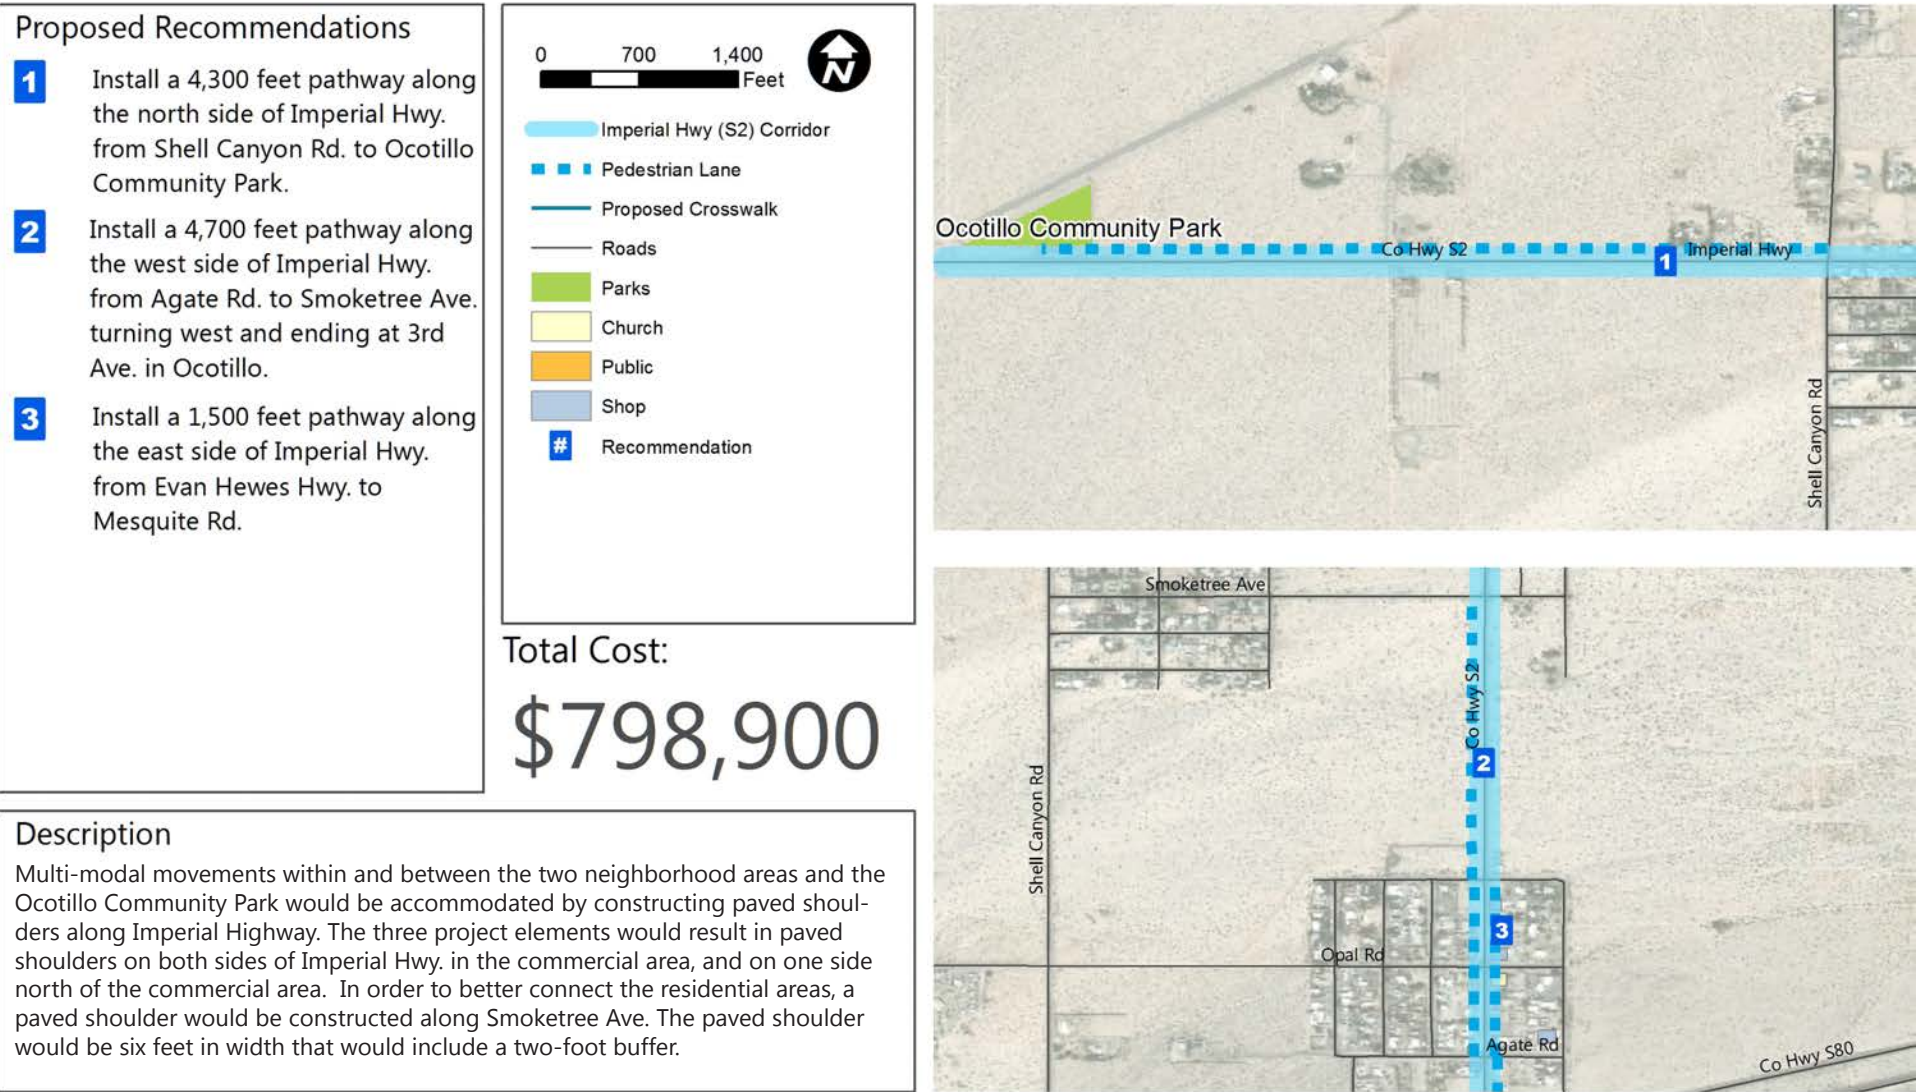 Proposed Recommendations
1
Install a 4,300 feet pathway along
the north side of Imperial Hwy.
from Shell Canyon Rd. to Ocotillo
Community Park.
2
Install a 4,700 feet pathway along
the west side of Imperial Hwy.
from Agate Rd. to Smoketree Ave.
turning west and ending at 3rd
Ave. in Ocotillo.
3
Install a 1,500 feet pathway along
the east side of Imperial Hwy.
from Evan Hewes Hwy. to
Mesquite Rd.
0 700 1,400
Feet
N
Imperial Hwy (S2) Corridor
Pedestrian Lane
Proposed Crosswalk
Roads
Parks
Church
Public
Shop
# Recommendation
Total Cost:
$798,900
Description
Multi-modal movements within and between the two neighborhood areas and the
Ocotillo Community Park would be accommodated by constructing paved shoul-
ders along Imperial Highway. The three project elements would result in paved
shoulders on both sides of Imperial Hwy. in the commercial area, and on one side
north of the commercial area.  In order to better connect the residential areas, a
paved shoulder would be constructed along Smoketree Ave. The paved shoulder
would be six feet in width that would include a two-foot buffer.
Ocotillo Community Park
Co Hwy S2
1
Imperial Hwy
Shell Canyon Rd
Smoketree Ave
Co Hwy S2
2
Shell Canyon Rd
3
Opal Rd
Agate Rd
Co Hwy S80